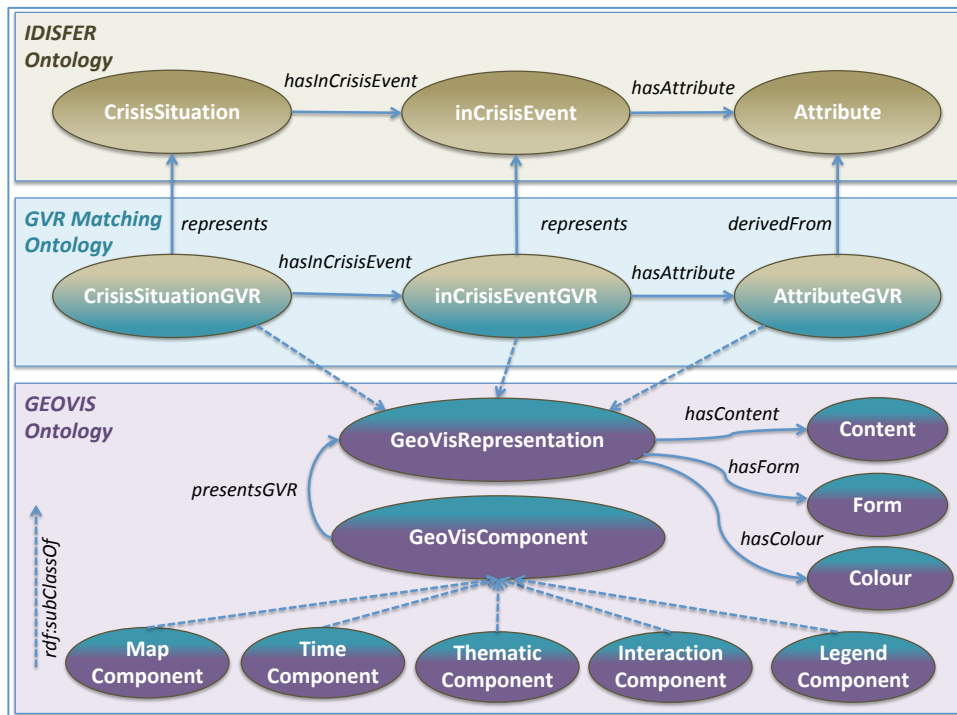 IDISFER
Ontology
hasInCrisisEvent
hasAttribute
CrisisSituation
inCrisisEvent
Attribute
GVR Matching
Ontology
represents
represents
derivedFrom
hasInCrisisEvent
hasAttribute
CrisisSituationGVR
inCrisisEventGVR
AttributeGVR
GEOVIS
Ontology
hasContent
GeoVisRepresentation
Content
hasForm
presentsGVR
Form
GeoVisComponent
hasColour
Colour
rdf:subClassOf
Map
Component
Time
Component
Thematic
Component
Interaction
Component
Legend
Component